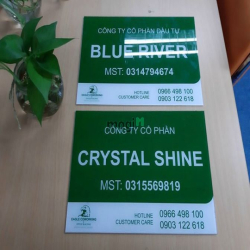 CÔNG TY CỔ PHẦN ĐẦU TƯ
BLUE RIVER
MST: 0314794674
HOTLINE 0966 498 100
CUSTOMER CARE 0903 122 618
CÔNG TY CỔ PHẦN
CRYSTAL SHINE
MST: 0315569819
HOTLINE 0966 498 100
CUSTOMER CARE 0903 122 618